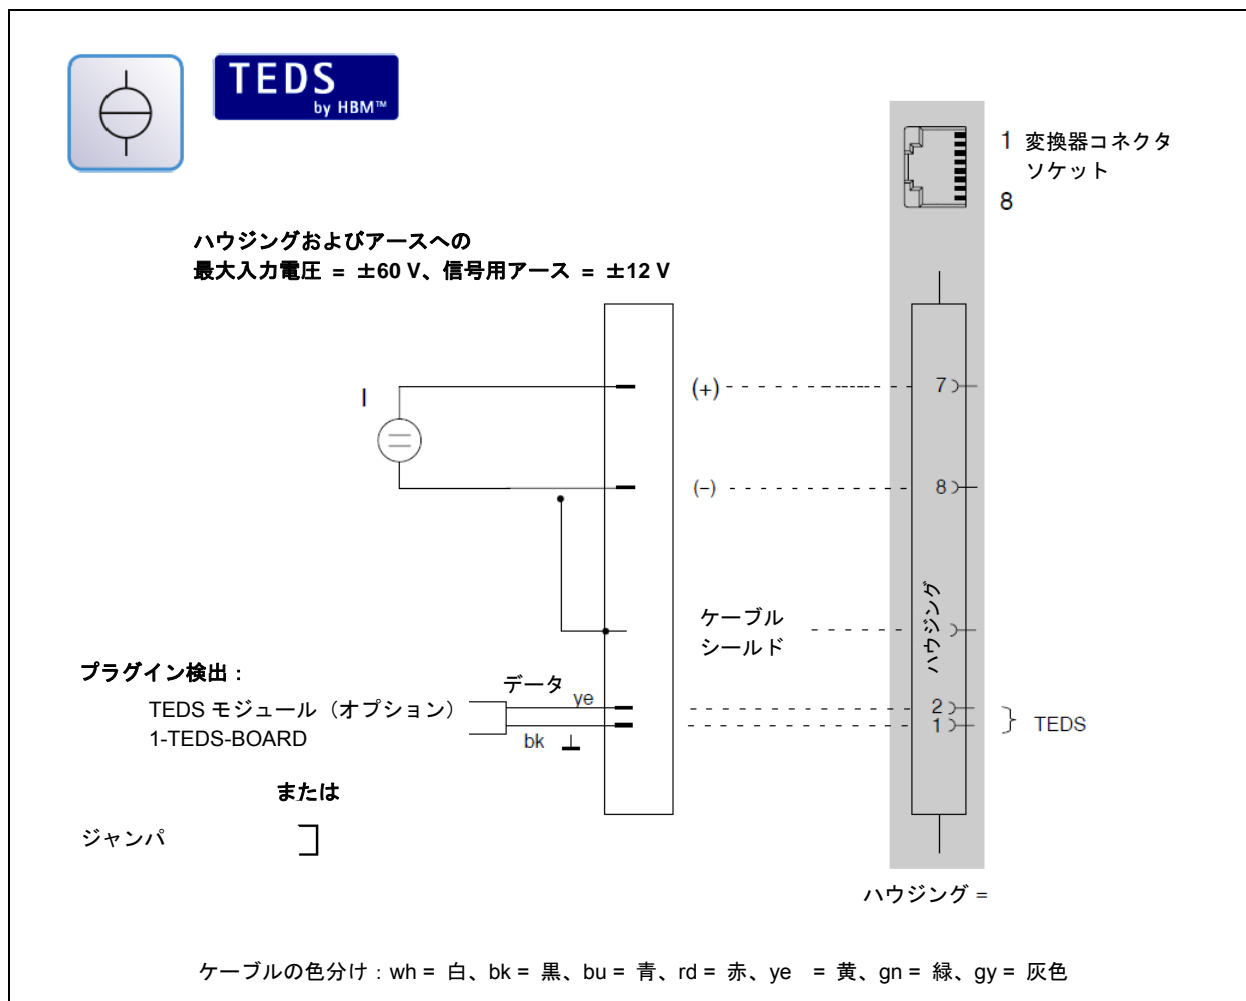 TEDS
by HBM™
1 変換器コネクタ
ソケット
8
ハウジングおよびアースへの
最大入力電圧 = ±60 V、信号用アース = ±12 V
I
(+)
7
(−)
8
ケーブル
シールド
ハウジング
プラグイン検出：
TEDS モジュール（オプション）
1-TEDS-BOARD
データ
ye
bk
2
1
TEDS
または
ジャンパ
ハウジング =
ケーブルの色分け：wh = 白、bk = 黒、bu = 青、rd = 赤、ye = 黄、gn = 緑、gy = 灰色